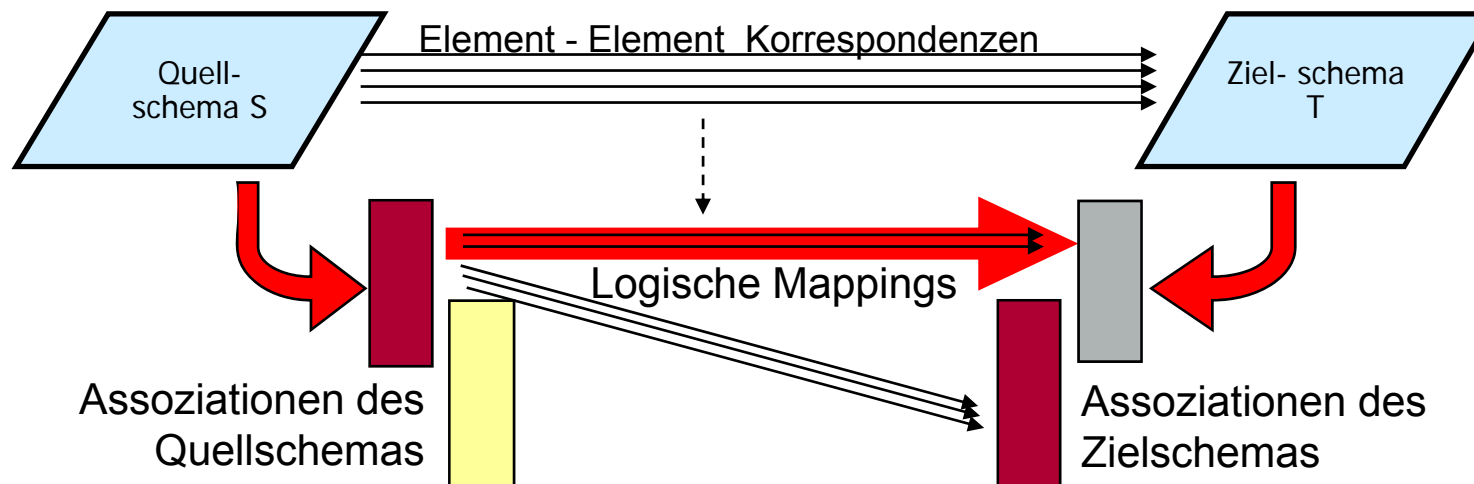 Element - Element Korrespondenzen
Quell-
schema S
Ziel- schema
T
Logische Mappings
Assoziationen des
Quellschemas
Assoziationen des
Zielschemas